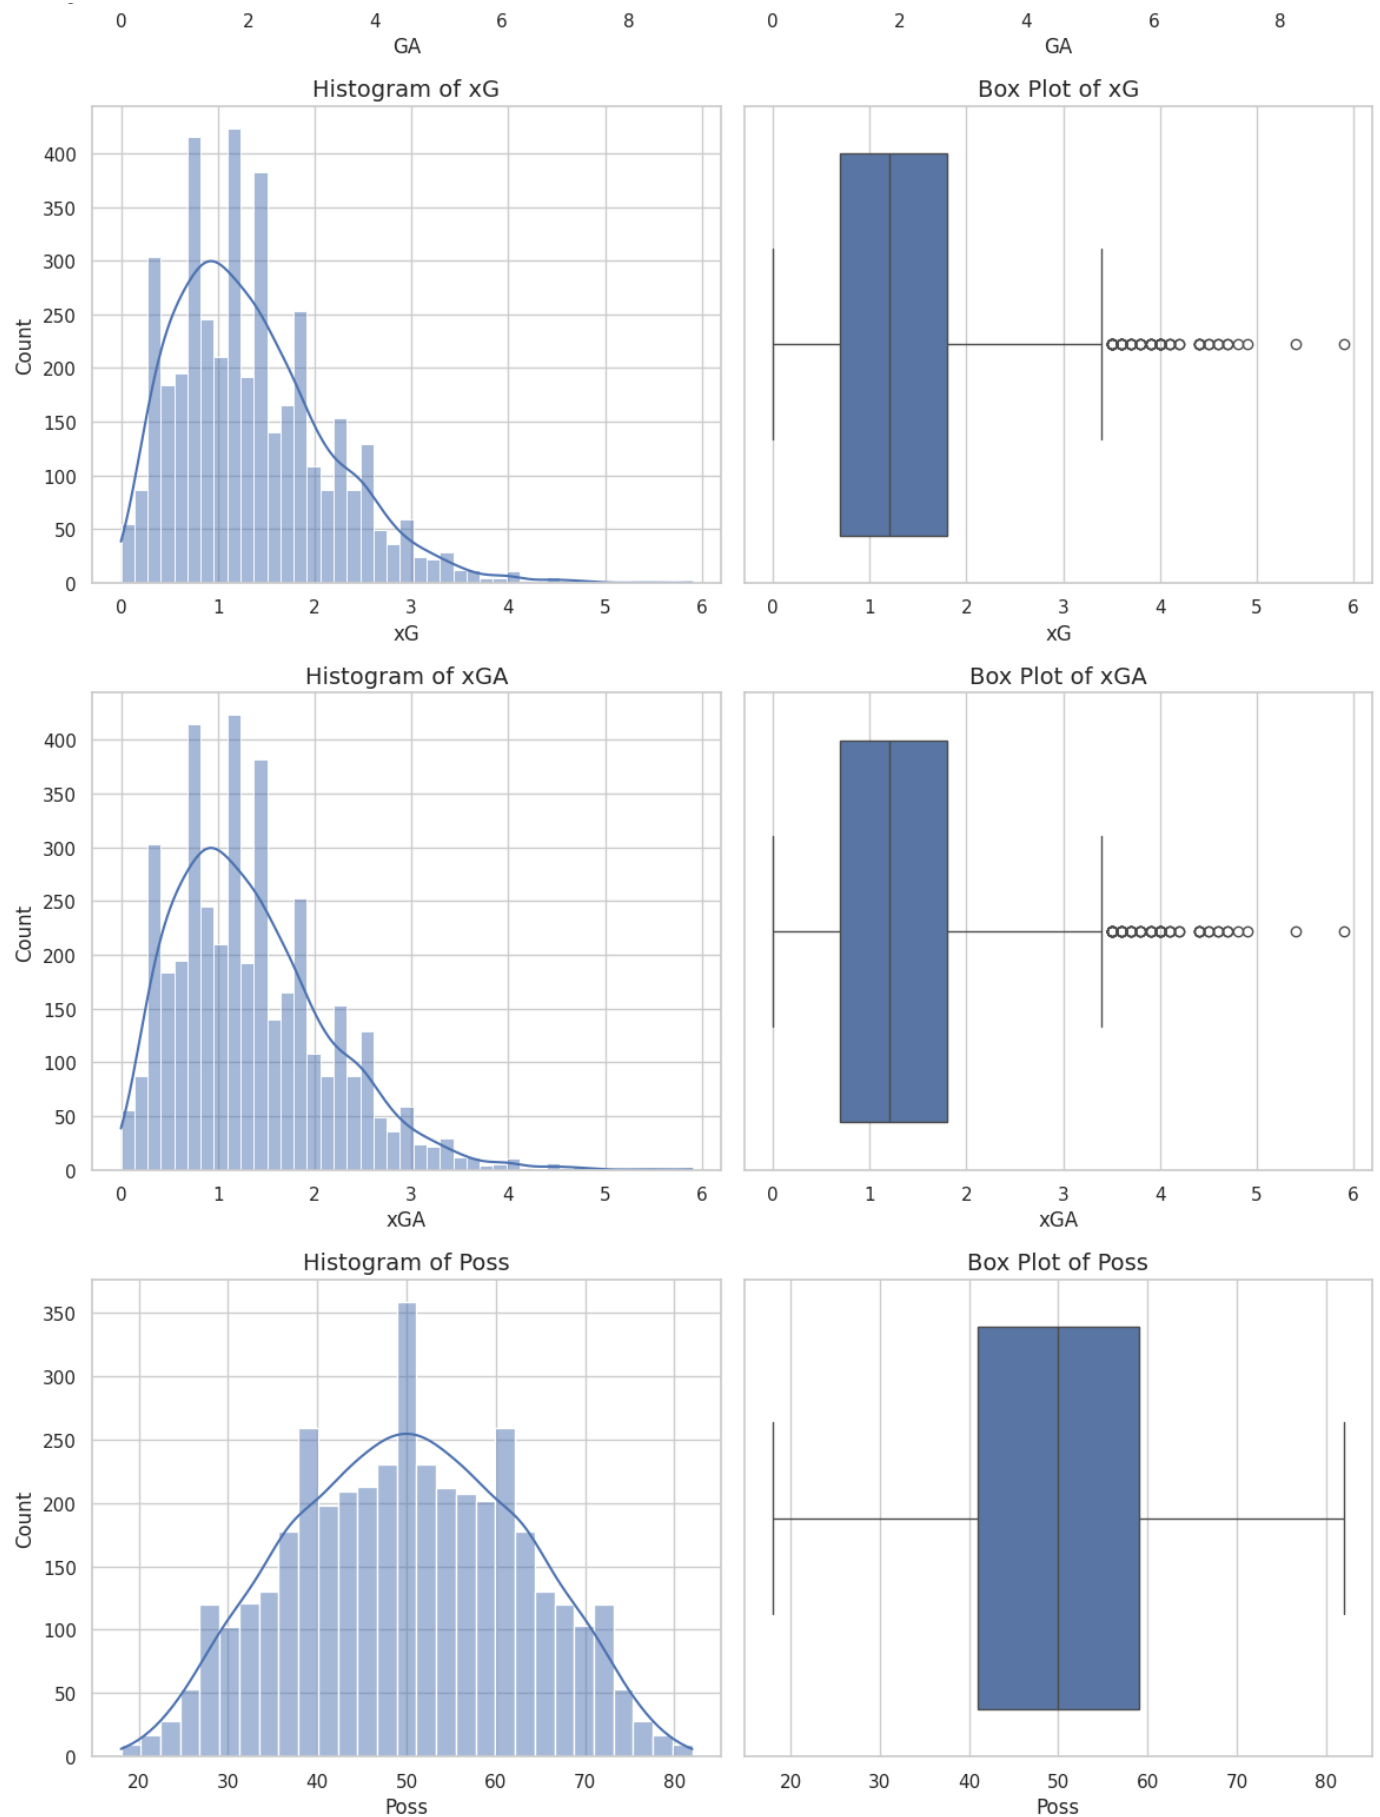 0 2 4 6 8
GA
0 2 4 6 8
GA
Histogram of xG
400
350
300
250
200
150
100
50
0
Count
0 1 2 3 4 5 6
xG
Box Plot of xG
0 1 2 3 4 5 6
xG
Histogram of xGA
400
350
300
250
200
150
100
50
0
Count
0 1 2 3 4 5 6
xGA
Box Plot of xGA
0 1 2 3 4 5 6
xGA
Histogram of Poss
350
300
250
200
150
100
50
0
Count
20 30 40 50 60 70 80
Poss
Box Plot of Poss
20 30 40 50 60 70 80
Poss